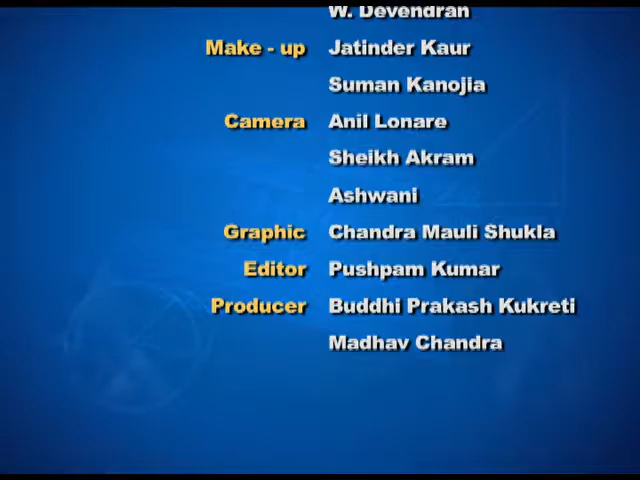 W. Devendran
Make - up Jatinder Kaur
Suman Kanojia
Camera Anil Lonare
Sheikh Akram
Ashwani
Graphic Chandra Mauli Shukla
Editor Pushpam Kumar
Producer Buddhi Prakash Kukreti
Madhav Chandra